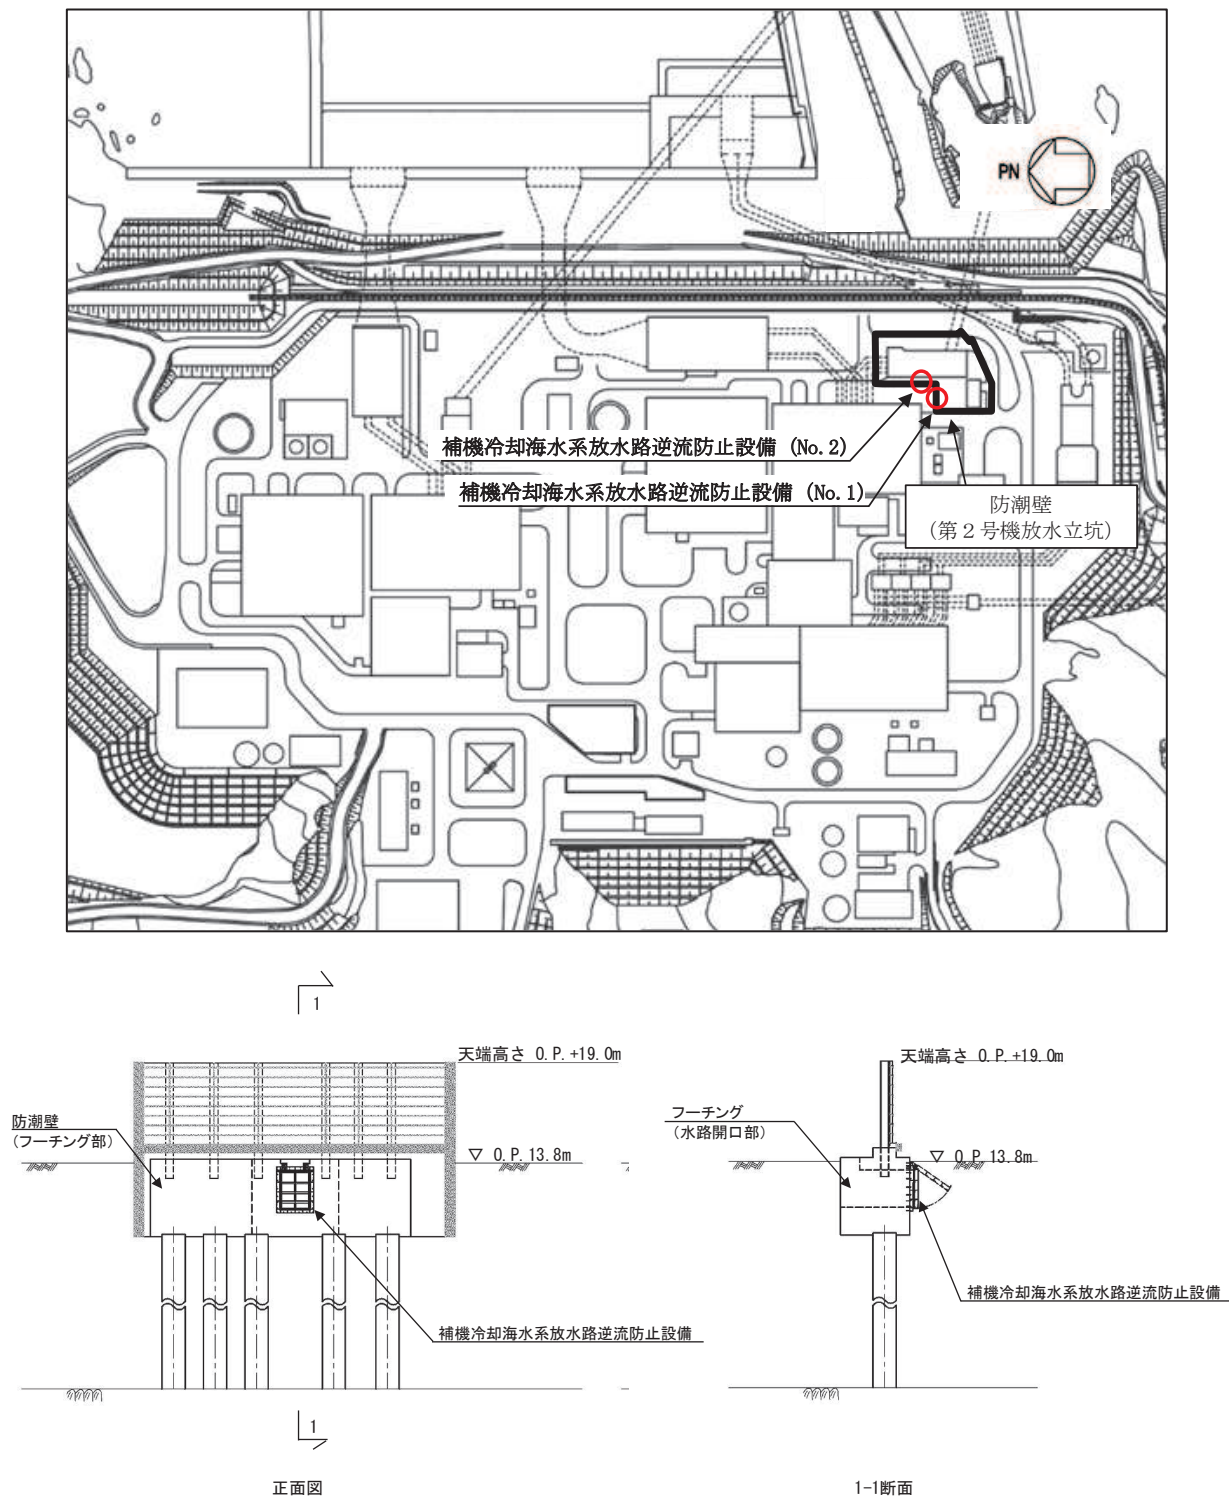 PN
補機冷却海水系放水路逆流防止設備 (No.2)
補機冷却海水系放水路逆流防止設備 (No.1)
防潮壁
(第２号機放水立坑)
1
天端高さ O.P.+19.0m
防潮壁
(フーチング部)
▽ O.P.13.8m
補機冷却海水系放水路逆流防止設備
1
正面図
天端高さ O.P.+19.0m
フーチング
(水路開口部)
▽ O.P.13.8m
補機冷却海水系放水路逆流防止設備
1-1断面